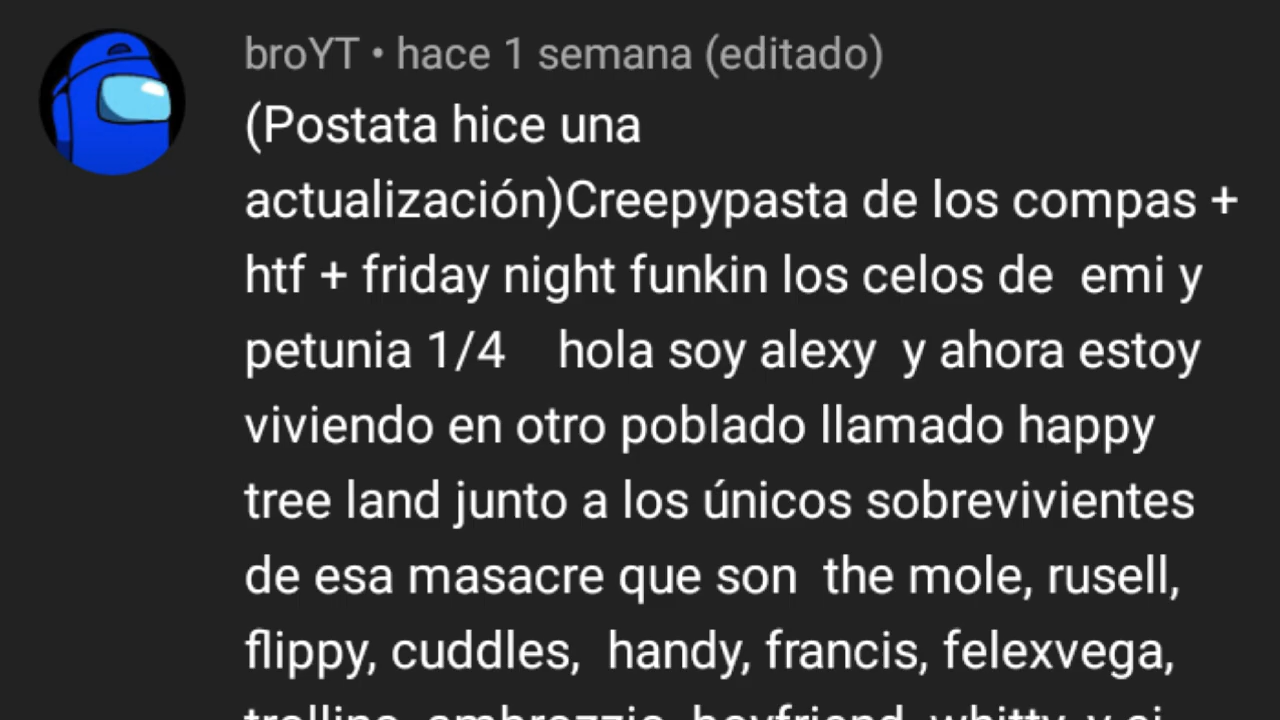 broYT • hace 1 semana (editado)
(Postata hice una
actualización)Creepypasta de los compas +
htf + friday night funkin los celos de  emi y
petunia 1/4    hola soy alexy  y ahora estoy
viviendo en otro poblado llamado happy
tree land junto a los únicos sobrevivientes
de esa masacre que son  the mole, rusell,
flippy, cuddles,  handy, francis, felexvega,